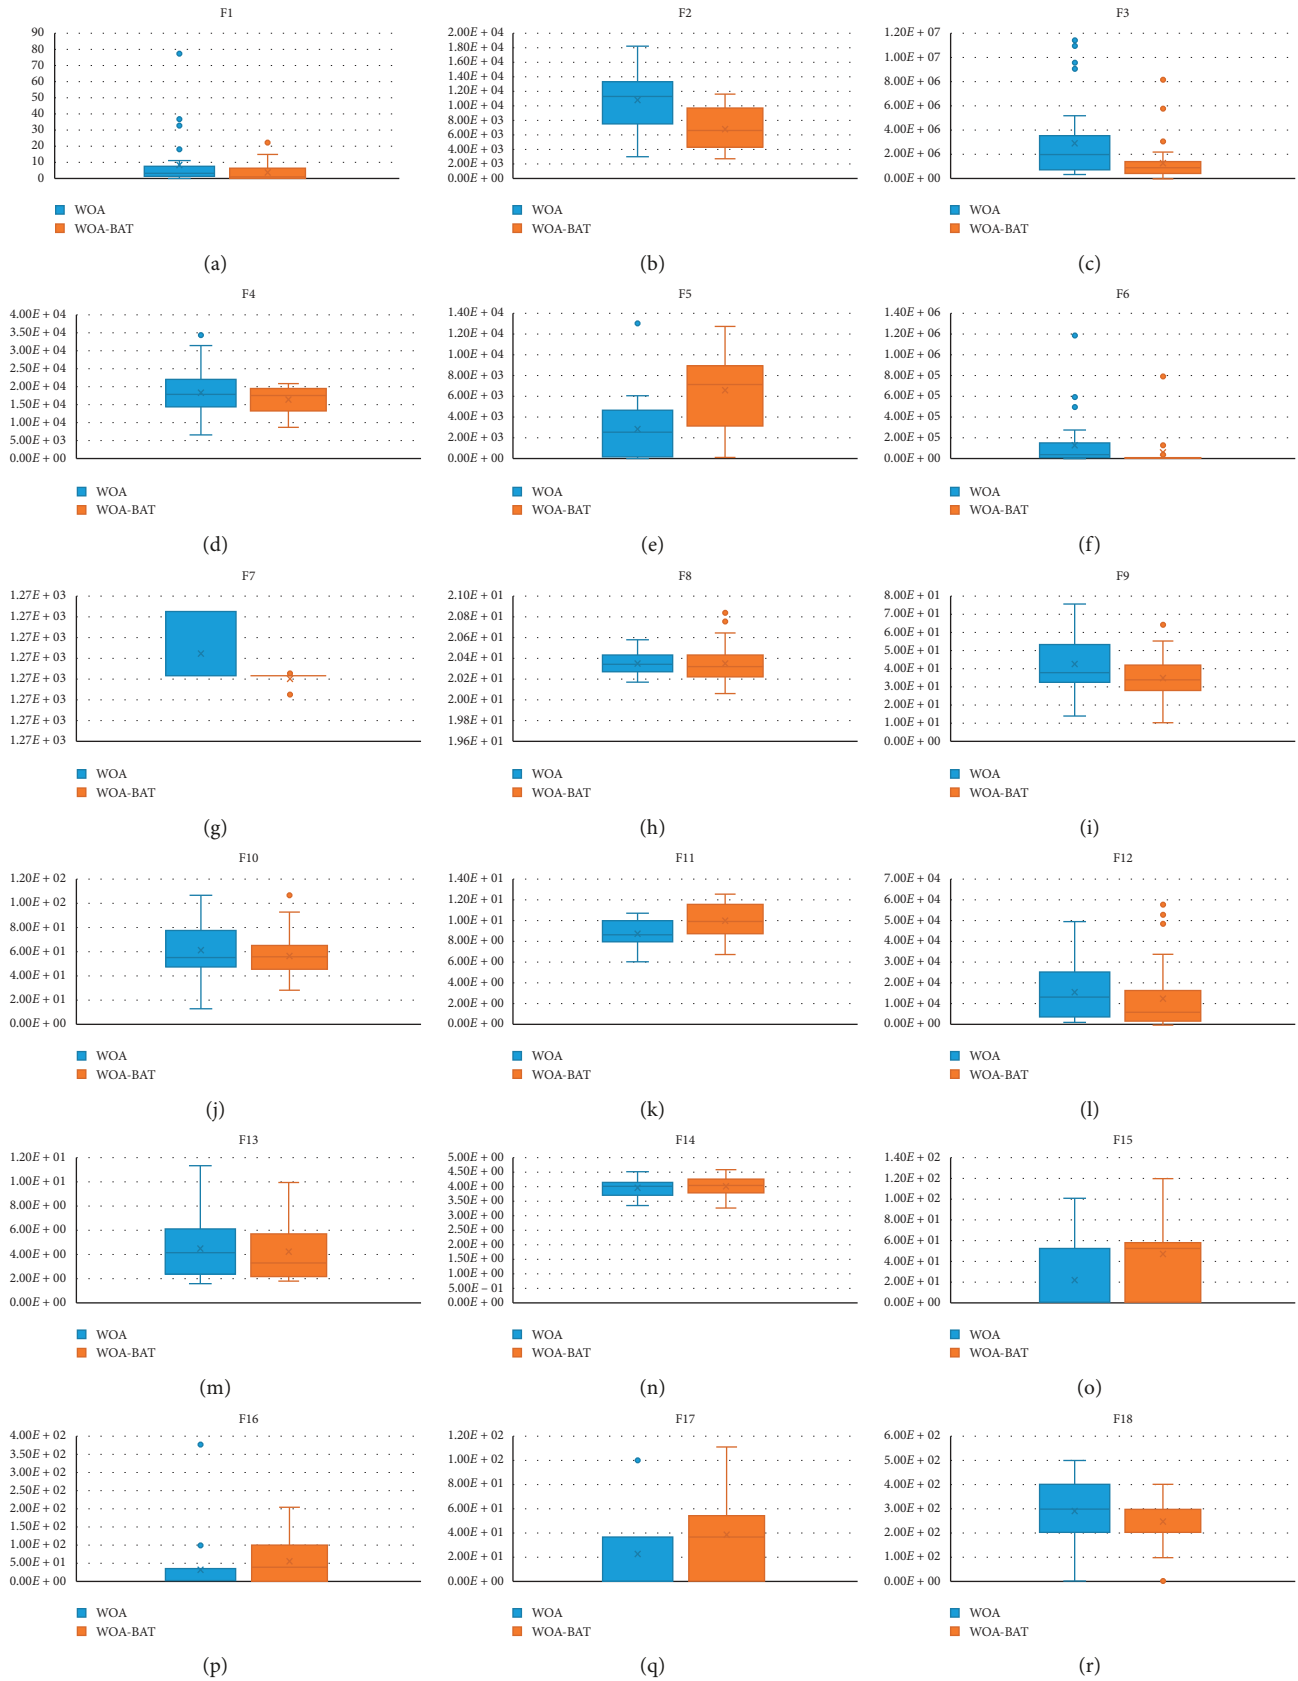 F1
90
80
70
60
50
40
30
20
10
0
WOA
WOA-BAT
(a)
F2
2.00E + 04
1.80E + 04
1.60E + 04
1.40E + 04
1.20E + 04
1.00E + 04
8.00E + 03
6.00E + 03
4.00E + 03
2.00E + 03
0.00E + 00
WOA
WOA-BAT
(b)
F3
1.20E + 07
1.00E + 07
8.00E + 06
6.00E + 06
4.00E + 06
2.00E + 06
0.00E + 00
WOA
WOA-BAT
(c)
F4
4.00E + 04
3.50E + 04
3.00E + 04
2.50E + 04
2.00E + 04
1.50E + 04
1.00E + 04
5.00E + 03
0.00E + 00
WOA
WOA-BAT
(d)
F5
1.40E + 04
1.20E + 04
1.00E + 04
8.00E + 03
6.00E + 03
4.00E + 03
2.00E + 03
0.00E + 00
WOA
WOA-BAT
(e)
F6
1.40E + 06
1.20E + 06
1.00E + 06
8.00E + 05
6.00E + 05
4.00E + 05
2.00E + 05
0.00E + 00
WOA
WOA-BAT
(f)
F7
1.27E + 03
1.27E + 03
1.27E + 03
1.27E + 03
1.27E + 03
1.27E + 03
1.27E + 03
1.27E + 03
WOA
WOA-BAT
(g)
F8
2.10E + 01
2.08E + 01
2.06E + 01
2.04E + 01
2.02E + 01
2.00E + 01
1.98E + 01
1.96E + 01
WOA
WOA-BAT
(h)
F9
8.00E + 01
7.00E + 01
6.00E + 01
5.00E + 01
4.00E + 01
3.00E + 01
2.00E + 01
1.00E + 01
0.00E + 00
WOA
WOA-BAT
(i)
F10
1.20E + 02
1.00E + 02
8.00E + 01
6.00E + 01
4.00E + 01
2.00E + 01
0.00E + 00
WOA
WOA-BAT
(j)
F11
1.40E + 01
1.20E + 01
1.00E + 01
8.00E + 00
6.00E + 00
4.00E + 00
2.00E + 00
0.00E + 00
WOA
WOA-BAT
(k)
F12
7.00E + 04
6.00E + 04
5.00E + 04
4.00E + 04
3.00E + 04
2.00E + 04
1.00E + 04
0.00E + 00
WOA
WOA-BAT
(l)
F13
1.20E + 01
1.00E + 01
8.00E + 00
6.00E + 00
4.00E + 00
2.00E + 00
0.00E + 00
WOA
WOA-BAT
(m)
F14
5.00E + 00
4.50E + 00
4.00E + 00
3.50E + 00
3.00E + 00
2.50E + 00
2.00E + 00
1.50E + 00
1.00E + 00
5.00E − 01
0.00E + 00
WOA
WOA-BAT
(n)
F15
1.40E + 02
1.20E + 02
1.00E + 02
8.00E + 01
6.00E + 01
4.00E + 01
2.00E + 01
0.00E + 00
WOA
WOA-BAT
(o)
F16
4.00E + 02
3.50E + 02
3.00E + 02
2.50E + 02
2.00E + 02
1.50E + 02
1.00E + 02
5.00E + 01
0.00E + 00
WOA
WOA-BAT
(p)
F17
1.20E + 02
1.00E + 02
8.00E + 01
6.00E + 01
4.00E + 01
2.00E + 01
0.00E + 00
WOA
WOA-BAT
(q)
F18
6.00E + 02
5.00E + 02
4.00E + 02
3.00E + 02
2.00E + 02
1.00E + 02
0.00E + 00
WOA
WOA-BAT
(r)